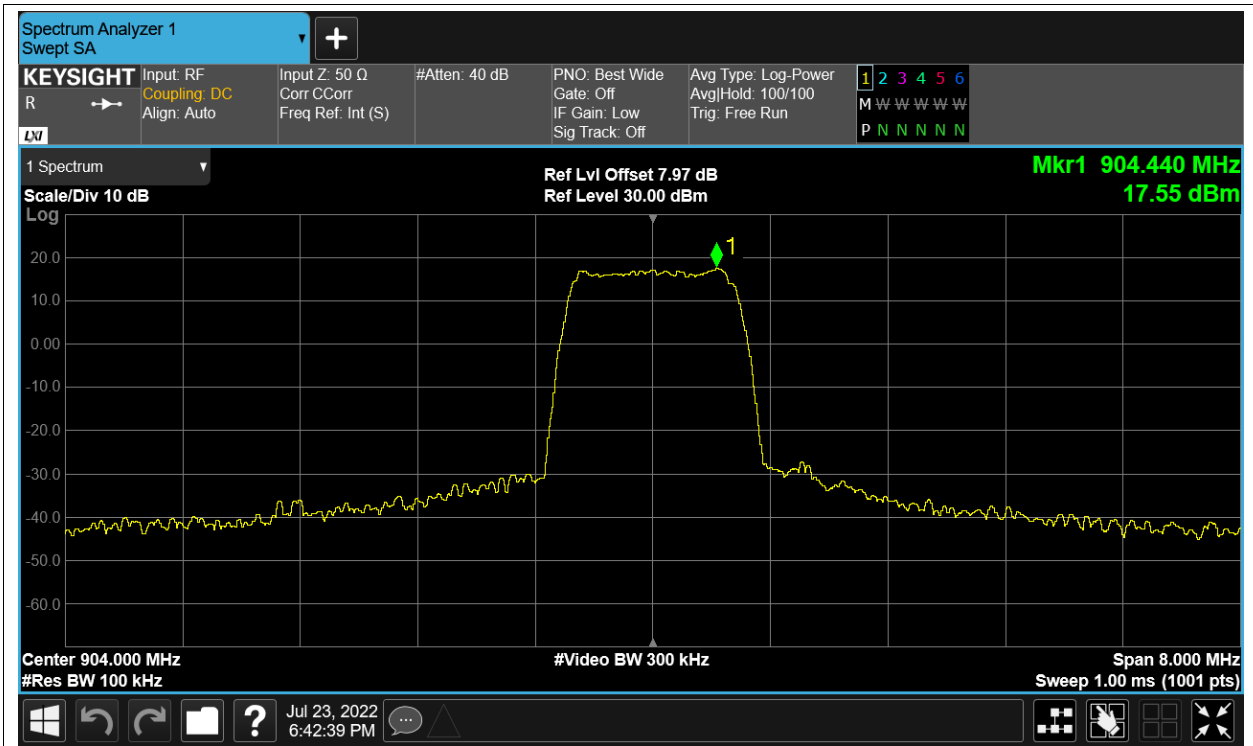 Spectrum Analyzer 1
Swept SA
KEYSIGHT
R
LXI
Input: RF
Coupling: DC
Align: Auto
Input Z: 50 Ω
Corr CCorr
Freq Ref: Int (S)
#Atten: 40 dB
PNO: Best Wide
Gate: Off
IF Gain: Low
Sig Track: Off
Avg Type: Log-Power
Avg|Hold: 100/100
Trig: Free Run
1 2 3 4 5 6
M W W W W W
P N N N N N
1 Spectrum
Scale/Div 10 dB
Log
Ref Lvl Offset 7.97 dB
Ref Level 30.00 dBm
Mkr1 904.440 MHz
17.55 dBm
1
20.0
10.0
0.00
-10.0
-20.0
-30.0
-40.0
-50.0
-60.0
Center 904.000 MHz
#Res BW 100 kHz
#Video BW 300 kHz
Span 8.000 MHz
Sweep 1.00 ms (1001 pts)
?
Jul 23, 2022
6:42:39 PM